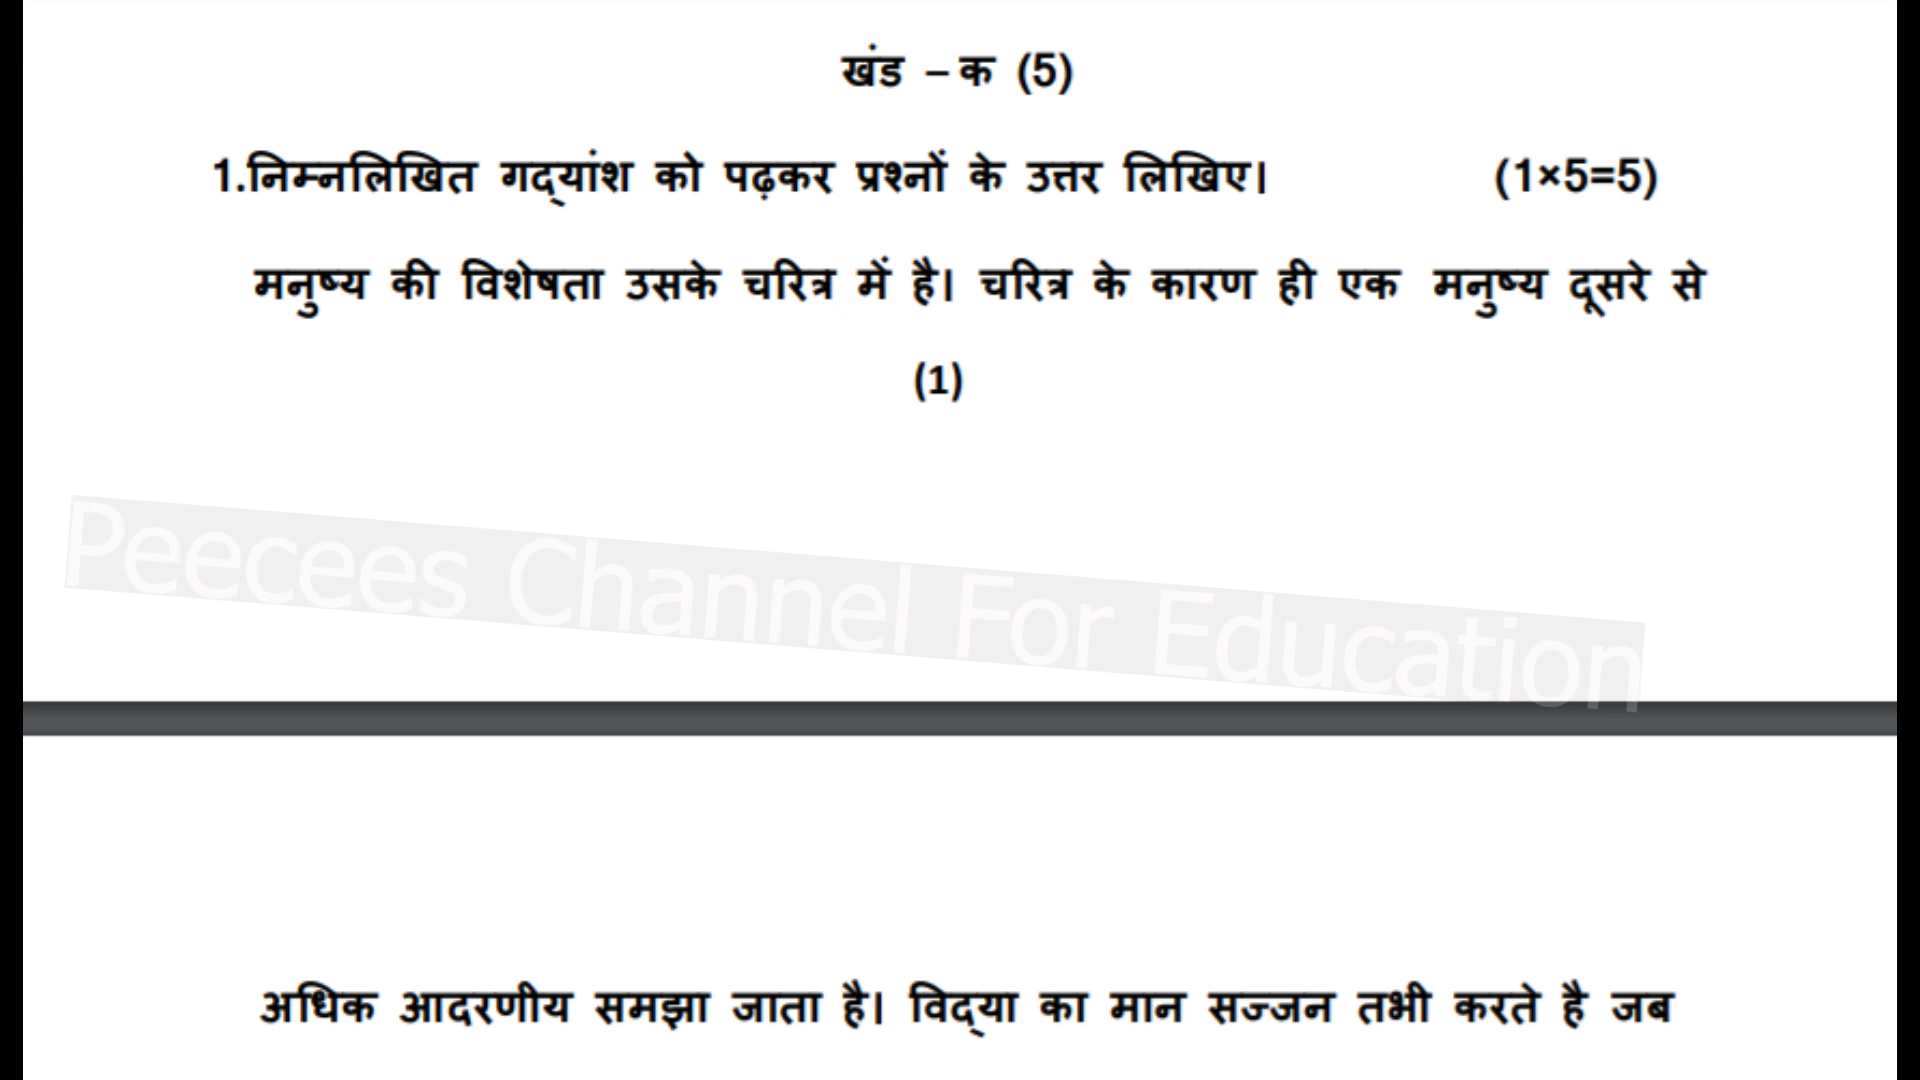 खंड – क (5)
1.निम्नलिखित गद्यांश को पढ़कर प्रश्नों के उत्तर लिखिए। (1×5=5)
मनुष्य की विशेषता उसके चरित्र में है। चरित्र के कारण ही एक मनुष्य दूसरे से
(1)
Peecees Channel For Education
अधिक आदरणीय समझा जाता है। विद्या का मान सज्जन तभी करते है जब